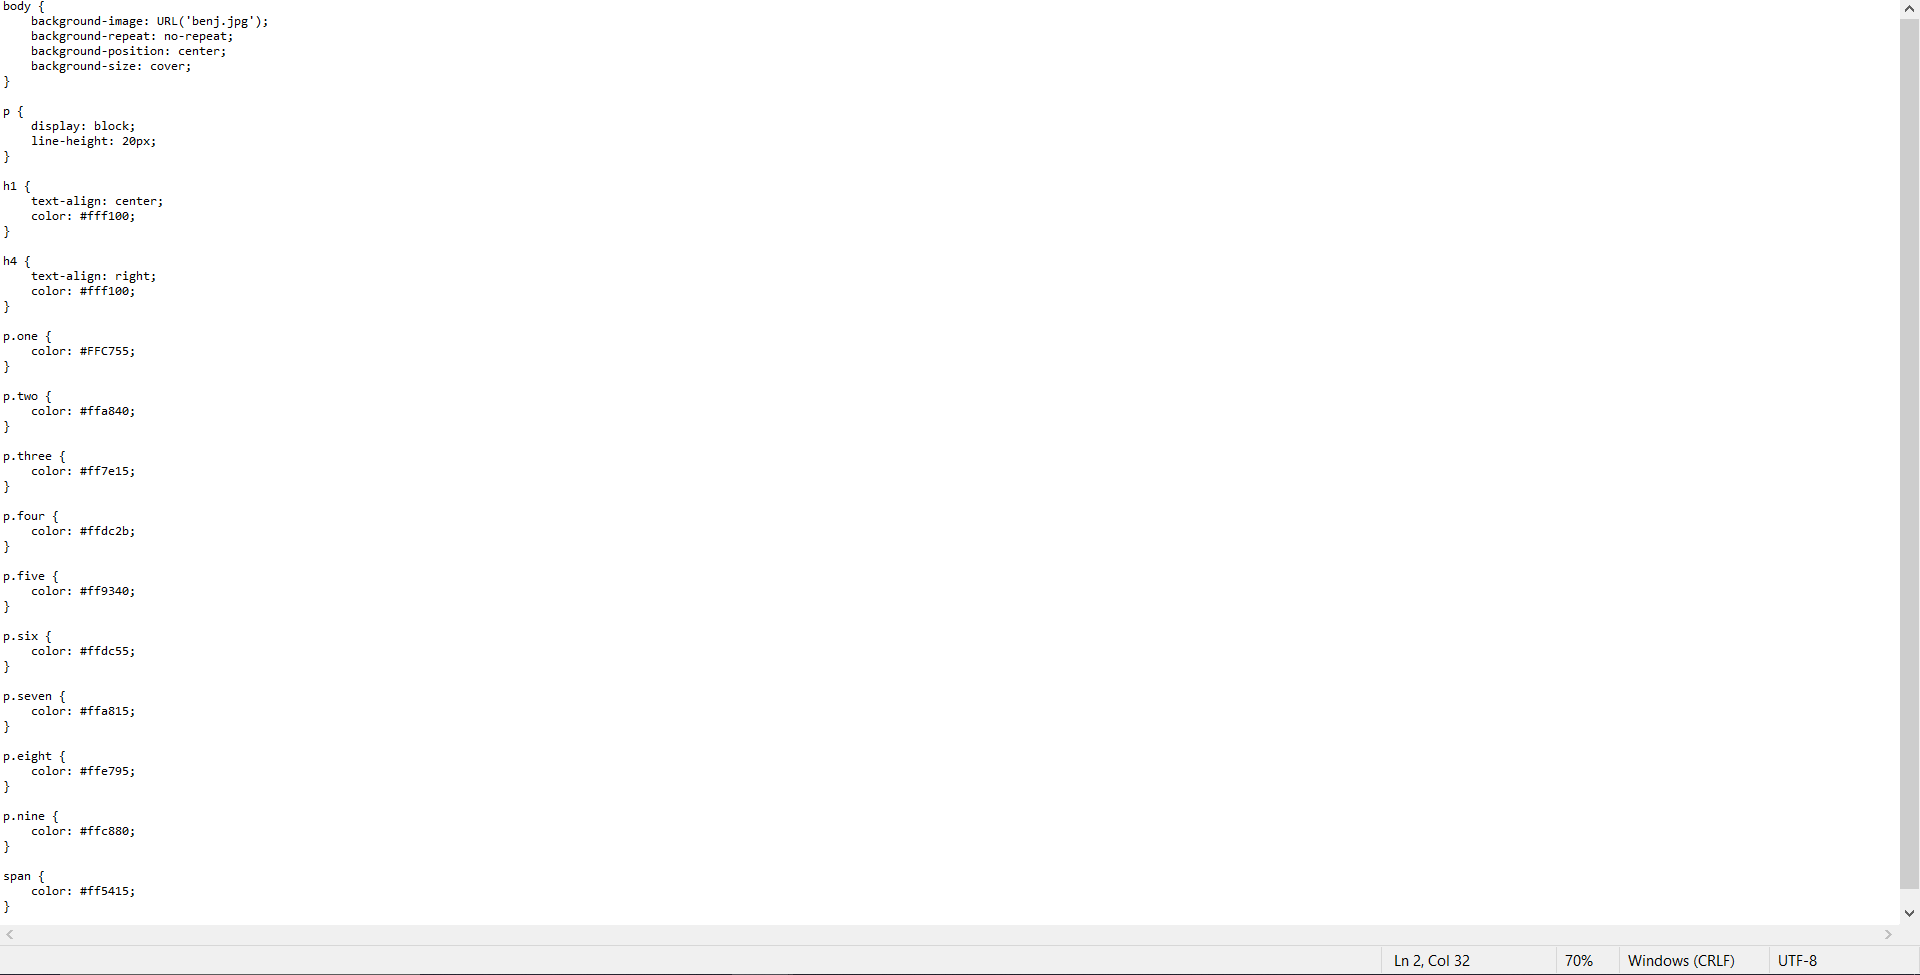 body {
    background-image: URL('benj.jpg');
    background-repeat: no-repeat;
    background-position: center;
    background-size: cover;
}

p {
    display: block;
    line-height: 20px;
}

h1 {
    text-align: center;
    color: #fff100;
}

h4 {
    text-align: right;
    color: #fff100;
}

p.one {
    color: #FFC755;
}

p.two {
    color: #ffa840;
}

p.three {
    color: #ff7e15;
}

p.four {
    color: #ffdc2b;
}

p.five {
    color: #ff9340;
}

p.six {
    color: #ffdc55;
}

p.seven {
    color: #ffa815;
}

p.eight {
    color: #ffe795;
}

p.nine {
    color: #ffc880;
}

span {
    color: #ff5415;
}
Ln 2, Col 32 70% Windows (CRLF) UTF-8